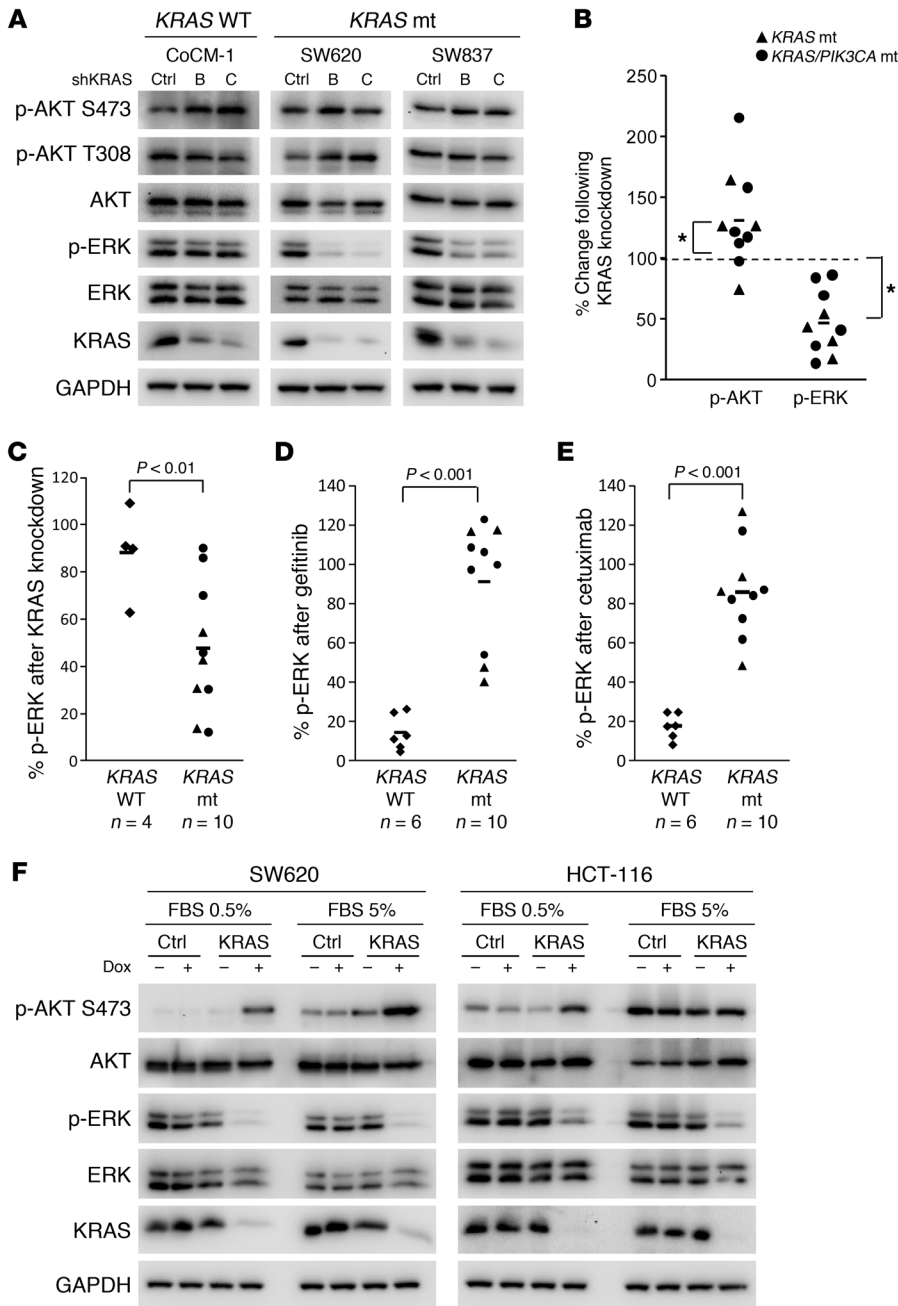 A
KRAS WT KRAS mt
CoCM-1 SW620 SW837
shKRAS Ctrl B C Ctrl B C Ctrl B C
p-AKT S473
p-AKT T308
AKT
p-ERK
ERK
KRAS
GAPDH
B
▲ KRAS mt
● KRAS/PIK3CA mt
% Change following
KRAS knockdown
250
200
150
100
50
0
*
*
p-AKT p-ERK
C
% p-ERK after KRAS knockdown
P < 0.01
120
100
80
60
40
20
0
KRAS KRAS
WT mt
n = 4 n = 10
D
% p-ERK after gefitinib
P < 0.001
140
120
100
80
60
40
20
0
KRAS KRAS
WT mt
n = 6 n = 10
E
% p-ERK after cetuximab
P < 0.001
140
120
100
80
60
40
20
0
KRAS KRAS
WT mt
n = 6 n = 10
F
SW620 HCT-116
FBS 0.5% FBS 5% FBS 0.5% FBS 5%
Ctrl KRAS Ctrl KRAS Ctrl KRAS Ctrl KRAS
Dox – + – + – + – + – + – + – + – +
p-AKT S473
AKT
p-ERK
ERK
KRAS
GAPDH